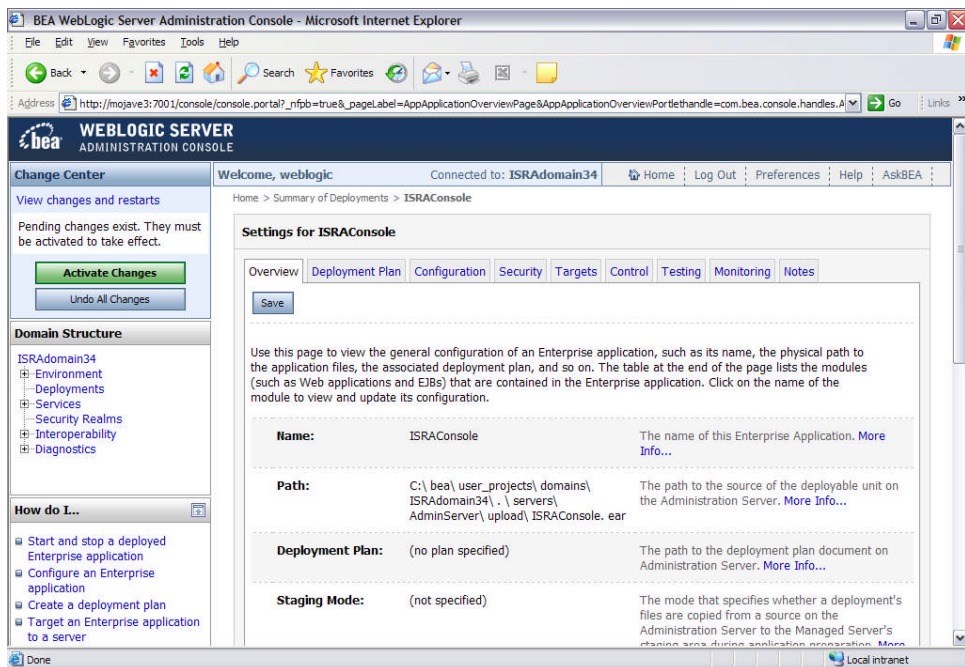 BEA WebLogic Server Administration Console - Microsoft Internet Explorer
File Edit View Favorites Tools Help
Back Search Favorites
Address http://mojave3:7001/console/console.portal?_nfpb=true&_pageLabel=AppApplicationOverviewPage&AppApplicationOverviewPortlethandle=com.bea.console.handles.A Go Links »
bea WEBLOGIC SERVER
ADMINISTRATION CONSOLE
Change Center
View changes and restarts
Pending changes exist. They must
be activated to take effect.
Activate Changes
Undo All Changes
Domain Structure
ISRAdomain34
Environment
Deployments
Services
Security Realms
Interoperability
Diagnostics
How do I...
Start and stop a deployed
Enterprise application
Configure an Enterprise
application
Create a deployment plan
Target an Enterprise application
to a server
Welcome, weblogic Connected to: ISRAdomain34 Home Log Out Preferences Help AskBEA
Home > Summary of Deployments > ISRAConsole
Settings for ISRAConsole
Overview Deployment Plan Configuration Security Targets Control Testing Monitoring Notes
Save
Use this page to view the general configuration of an Enterprise application, such as its name, the physical path to
the application files, the associated deployment plan, and so on. The table at the end of the page lists the modules
(such as Web applications and EJBs) that are contained in the Enterprise application. Click on the name of the
module to view and update its configuration.
Name: ISRAConsole The name of this Enterprise Application. More
Info...
Path: C:\ bea\ user_projects\ domains\ The path to the source of the deployable unit on
ISRAdomain34\ . \ servers\ the Administration Server. More Info...
AdminServer\ upload\ ISRAConsole. ear
Deployment Plan: (no plan specified) The path to the deployment plan document on
Administration Server. More Info...
Staging Mode: (not specified) The mode that specifies whether a deployment's
files are copied from a source on the
Administration Server to the Managed Server's
staging area during application preparation. More
Done Local intranet